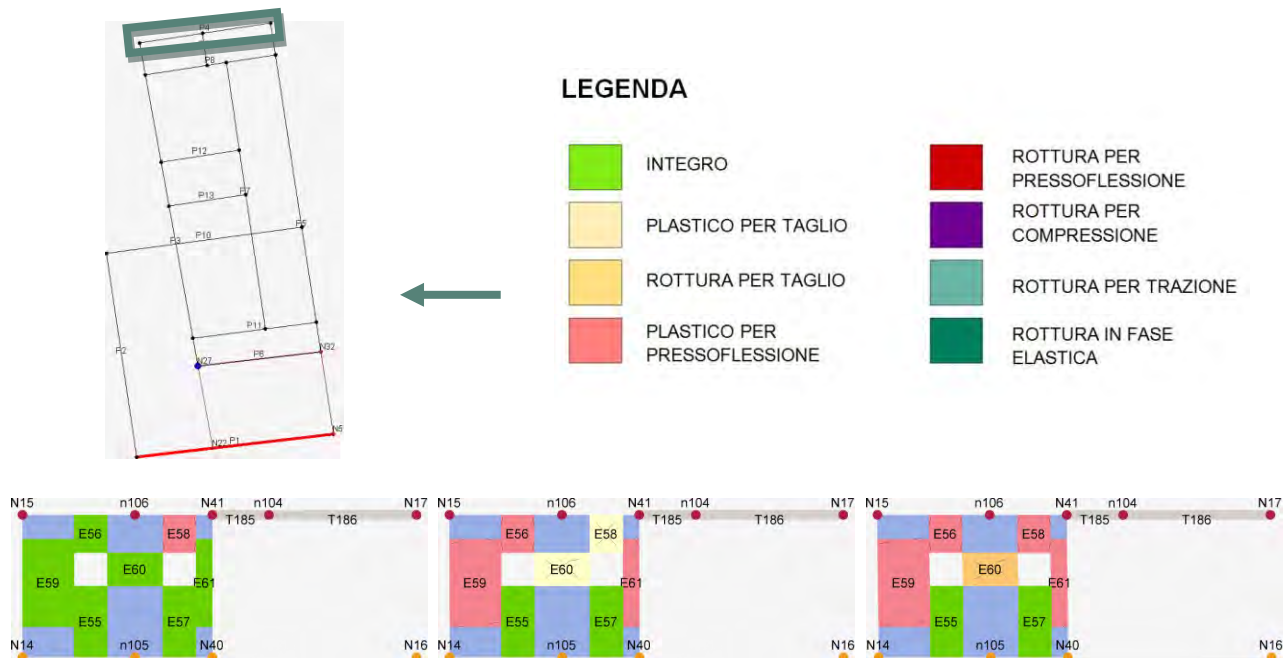 P4
P8
P12
P13
P7
P5
P3 P10
P11
P2
N27
P6
N32
N22 P1
N5
LEGENDA
INTEGRO
PLASTICO PER TAGLIO
ROTTURA PER TAGLIO
PLASTICO PER
PRESSOFLESSIONE
ROTTURA PER
PRESSOFLESSIONE
ROTTURA PER
COMPRESSIONE
ROTTURA PER TRAZIONE
ROTTURA IN FASE
ELASTICA
N15 n106 N41 n104 N17
T185 T186
E56 E58
E59 E60 E61
E55 E57
N14 n105 N40 N16
N15 n106 N41 n104 N17
T185 T186
E56 E58
E59 E60 E61
E55 E57
N14 n105 N40 N16
N15 n106 N41 n104 N17
T185 T186
E56 E58
E59 E60 E61
E55 E57
N14 n105 N40 N16